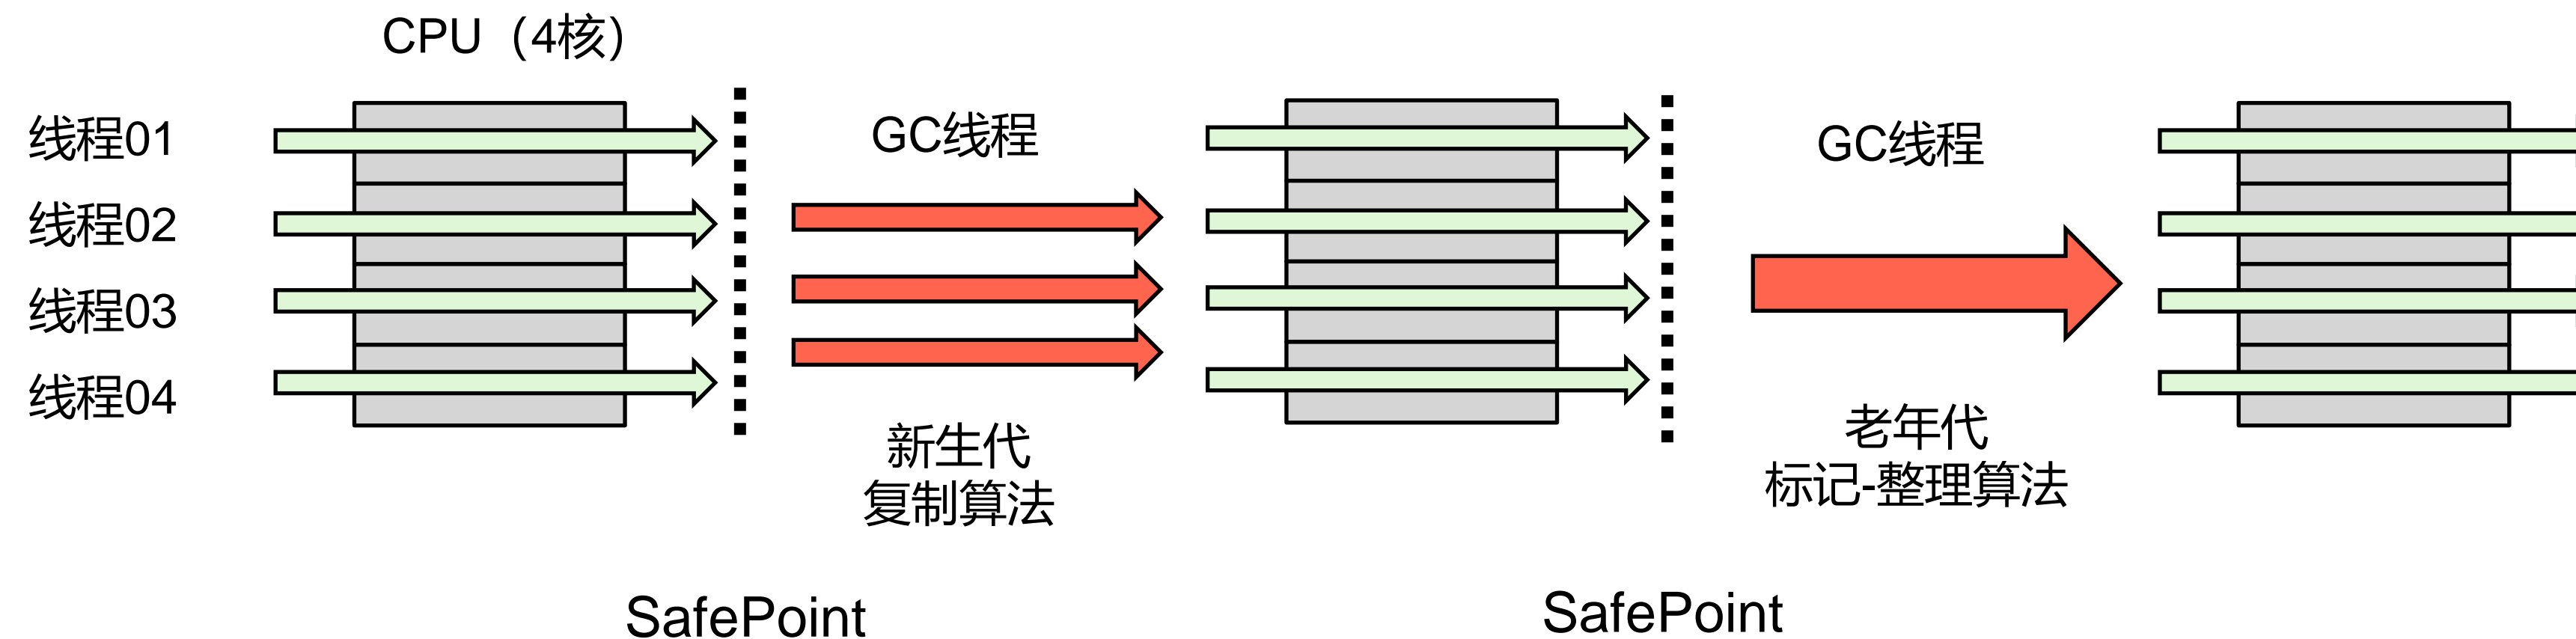 CPU（4核）
线程01
线程02
线程03
线程04
GC线程
新生代
复制算法
SafePoint
GC线程
老年代
标记-整理算法
SafePoint